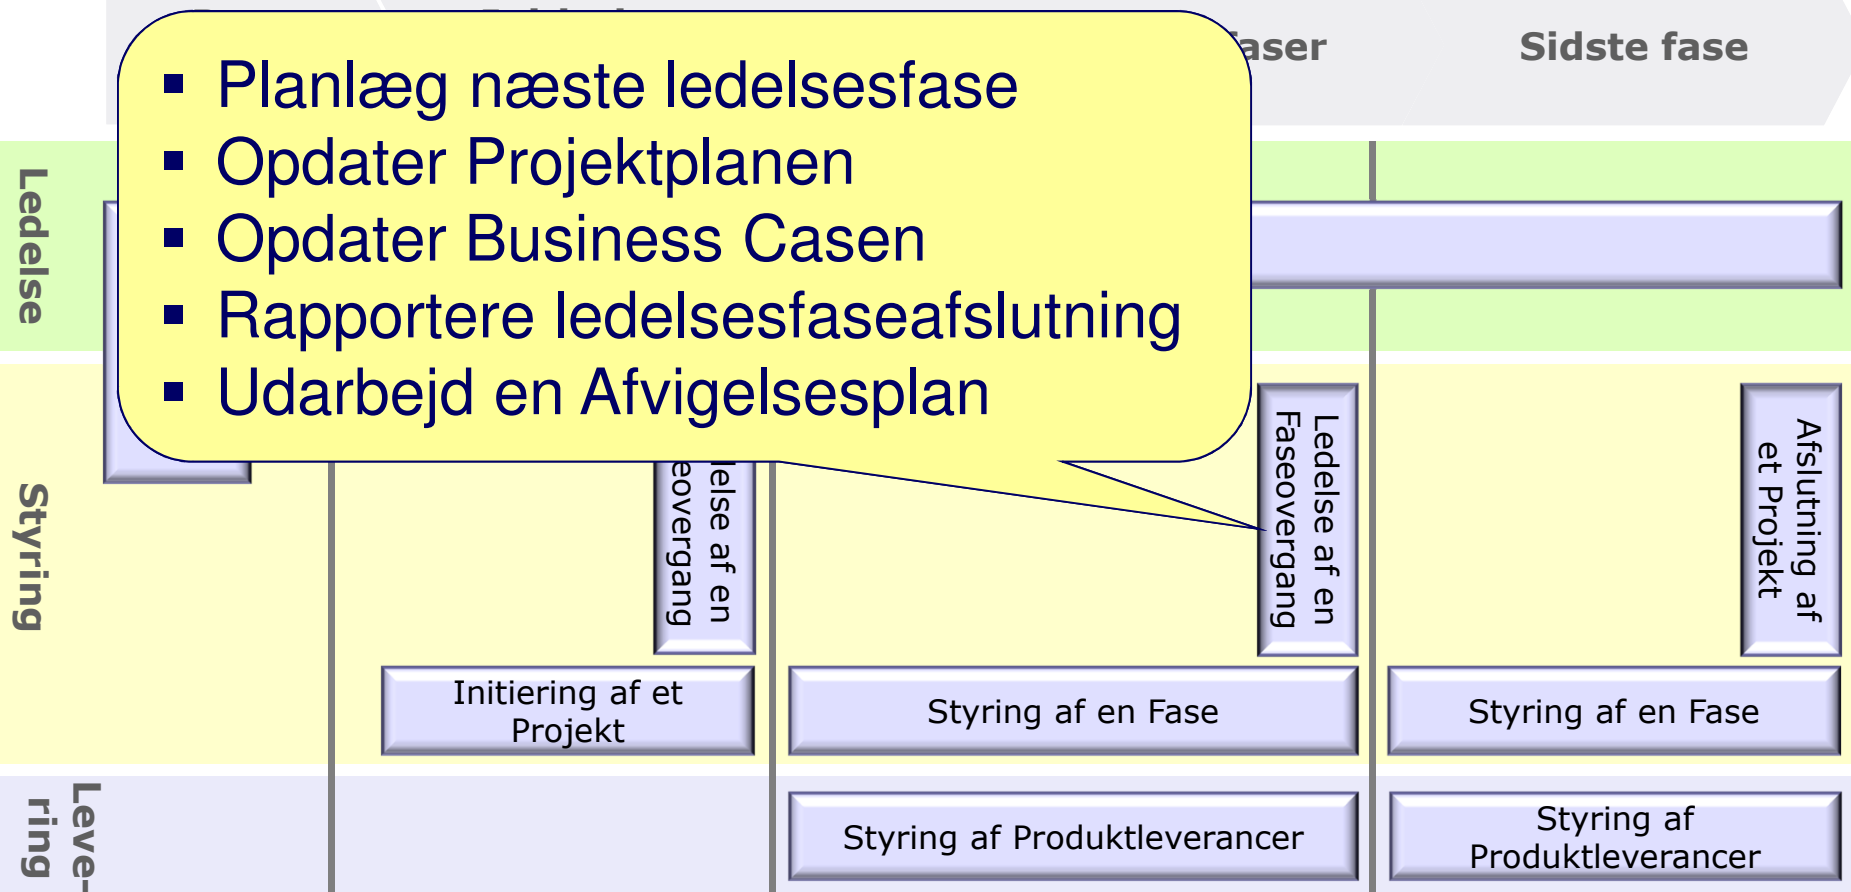 Sidste fase
Planlæg næste ledelsesfase
Opdater Projektplanen
Opdater Business Casen
Rapportere ledelsesfaseafslutning
Udarbejd en Afvigelsesplan
Ledelse
Styring
Leve-
ring
af en
Ledelse af en
Faseovergang
Afslutning af
et Projekt
Initiering af et
Projekt
Styring af en Fase
Styring af en Fase
Styring af Produktleverancer
Styring af
Produktleverancer